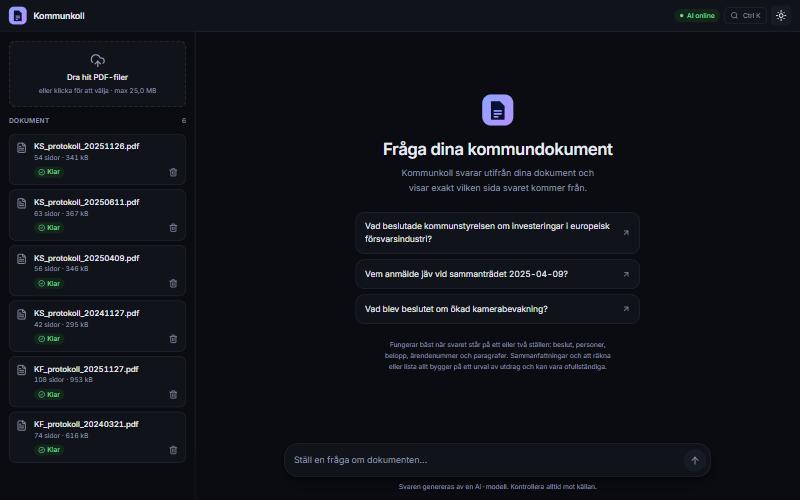 Kommunkoll
AI online
Ctrl K
Dra hit PDF-filer
eller klicka för att välja · max 25,0 MB
DOKUMENT 6
KS_protokoll_20251126.pdf
54 sidor · 341 kB
Klar
KS_protokoll_20250611.pdf
63 sidor · 367 kB
Klar
KS_protokoll_20250409.pdf
56 sidor · 346 kB
Klar
KS_protokoll_20241127.pdf
42 sidor · 295 kB
Klar
KF_protokoll_20251127.pdf
108 sidor · 953 kB
Klar
KF_protokoll_20240321.pdf
74 sidor · 616 kB
Klar
Fråga dina kommundokument
Kommunkoll svarar utifrån dina dokument och
visar exakt vilken sida svaret kommer från.
Vad beslutade kommunstyrelsen om investeringar i europeisk
försvarsindustri?
Vem anmälde jäv vid sammanträdet 2025-04-09?
Vad blev beslutet om ökad kamerabevakning?
Fungerar bäst när svaret står på ett eller två ställen: beslut, personer,
belopp, ärendenummer och paragrafer. Sammanfattningar och att räkna
eller lista allt bygger på ett urval av utdrag och kan vara ofullständiga.
Ställ en fråga om dokumenten...
Svaren genereras av en AI-modell. Kontrollera alltid mot källan.